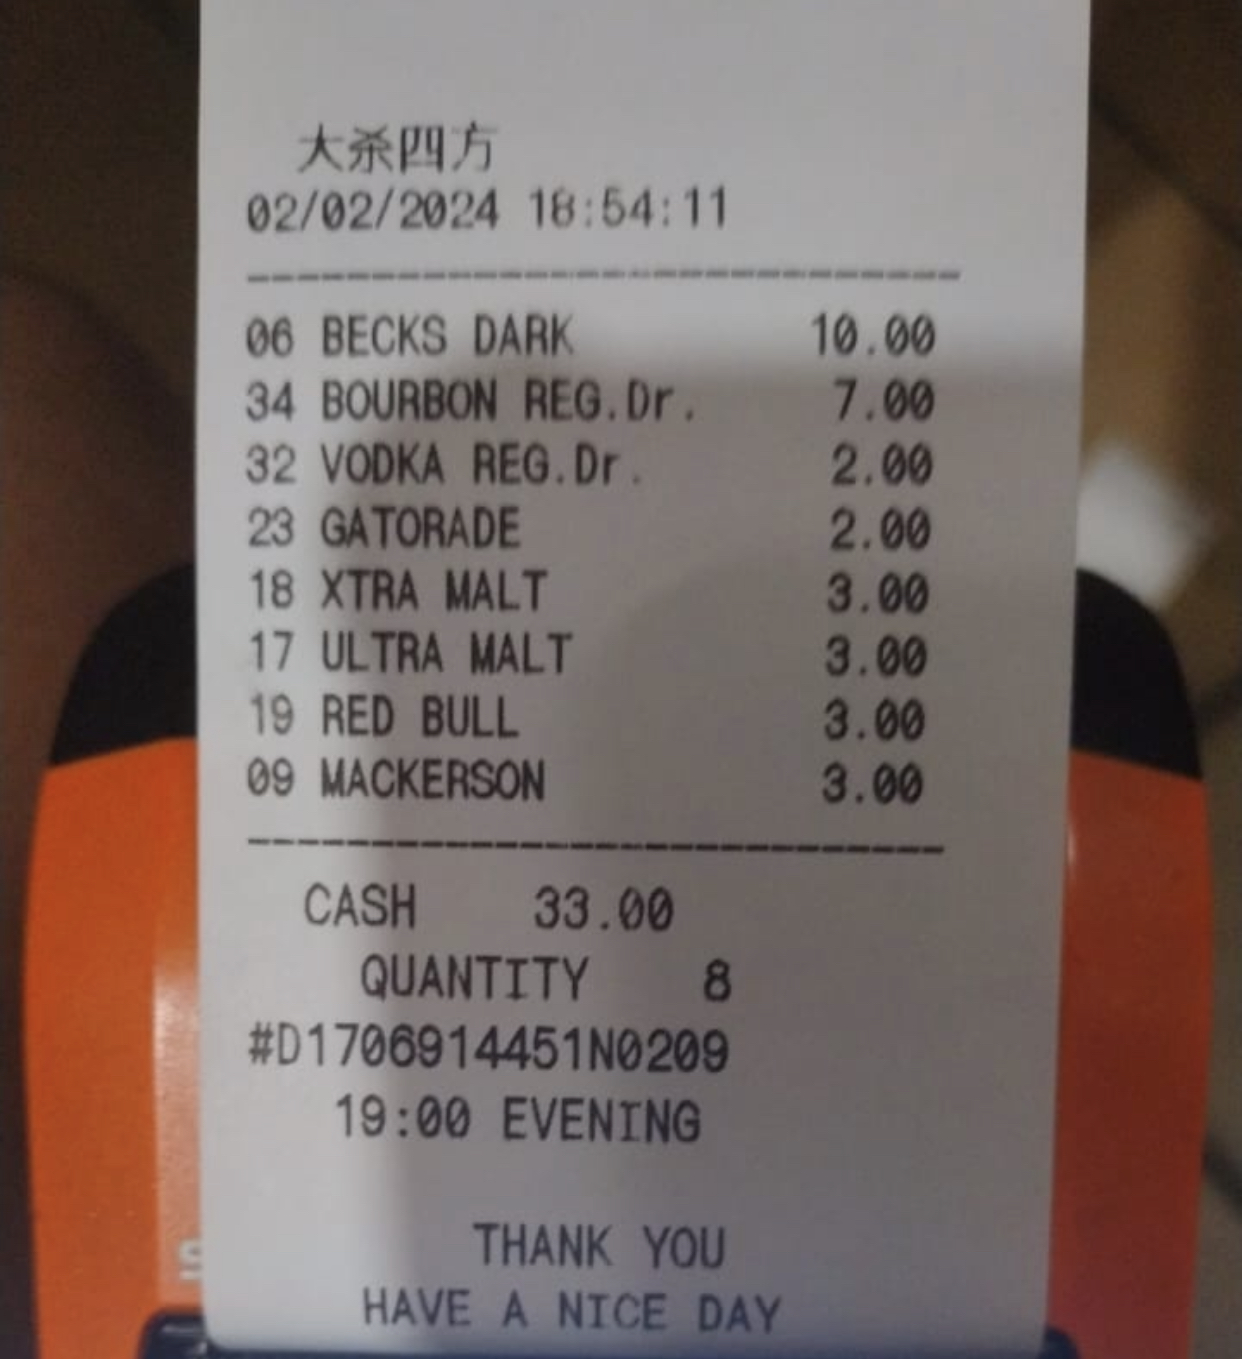 大杀四方
02/02/2024 18:54:11
----------------------------
06 BECKS DARK 10.00
34 BOURBON REG.Dr. 7.00
32 VODKA REG.Dr. 2.00
23 GATORADE 2.00
18 XTRA MALT 3.00
17 ULTRA MALT 3.00
19 RED BULL 3.00
09 MACKERSON 3.00
----------------------------
CASH 33.00
QUANTITY 8
#D1706914451N0209
19:00 EVENING
THANK YOU
HAVE A NICE DAY